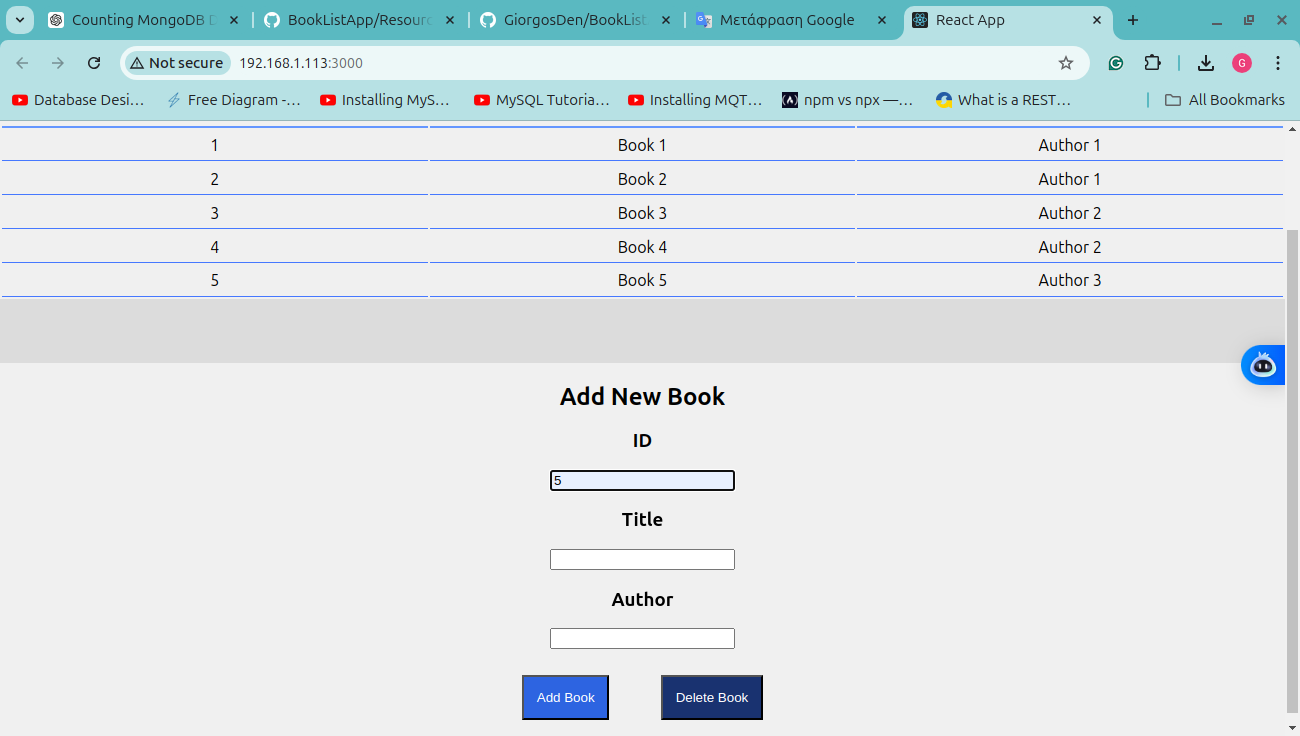 Counting MongoDB D
BookListApp/Resourc
GiorgosDen/BookList
Μετάφραση Google
React App
Not secure
192.168.1.113:3000
G
Database Desi…
Free Diagram -…
Installing MyS…
MySQL Tutoria…
Installing MQT…
npm vs npx —…
What is a REST…
All Bookmarks
1 Book 1 Author 1
2 Book 2 Author 1
3 Book 3 Author 2
4 Book 4 Author 2
5 Book 5 Author 3
Add New Book
ID
5
Title
Author
Add Book
Delete Book